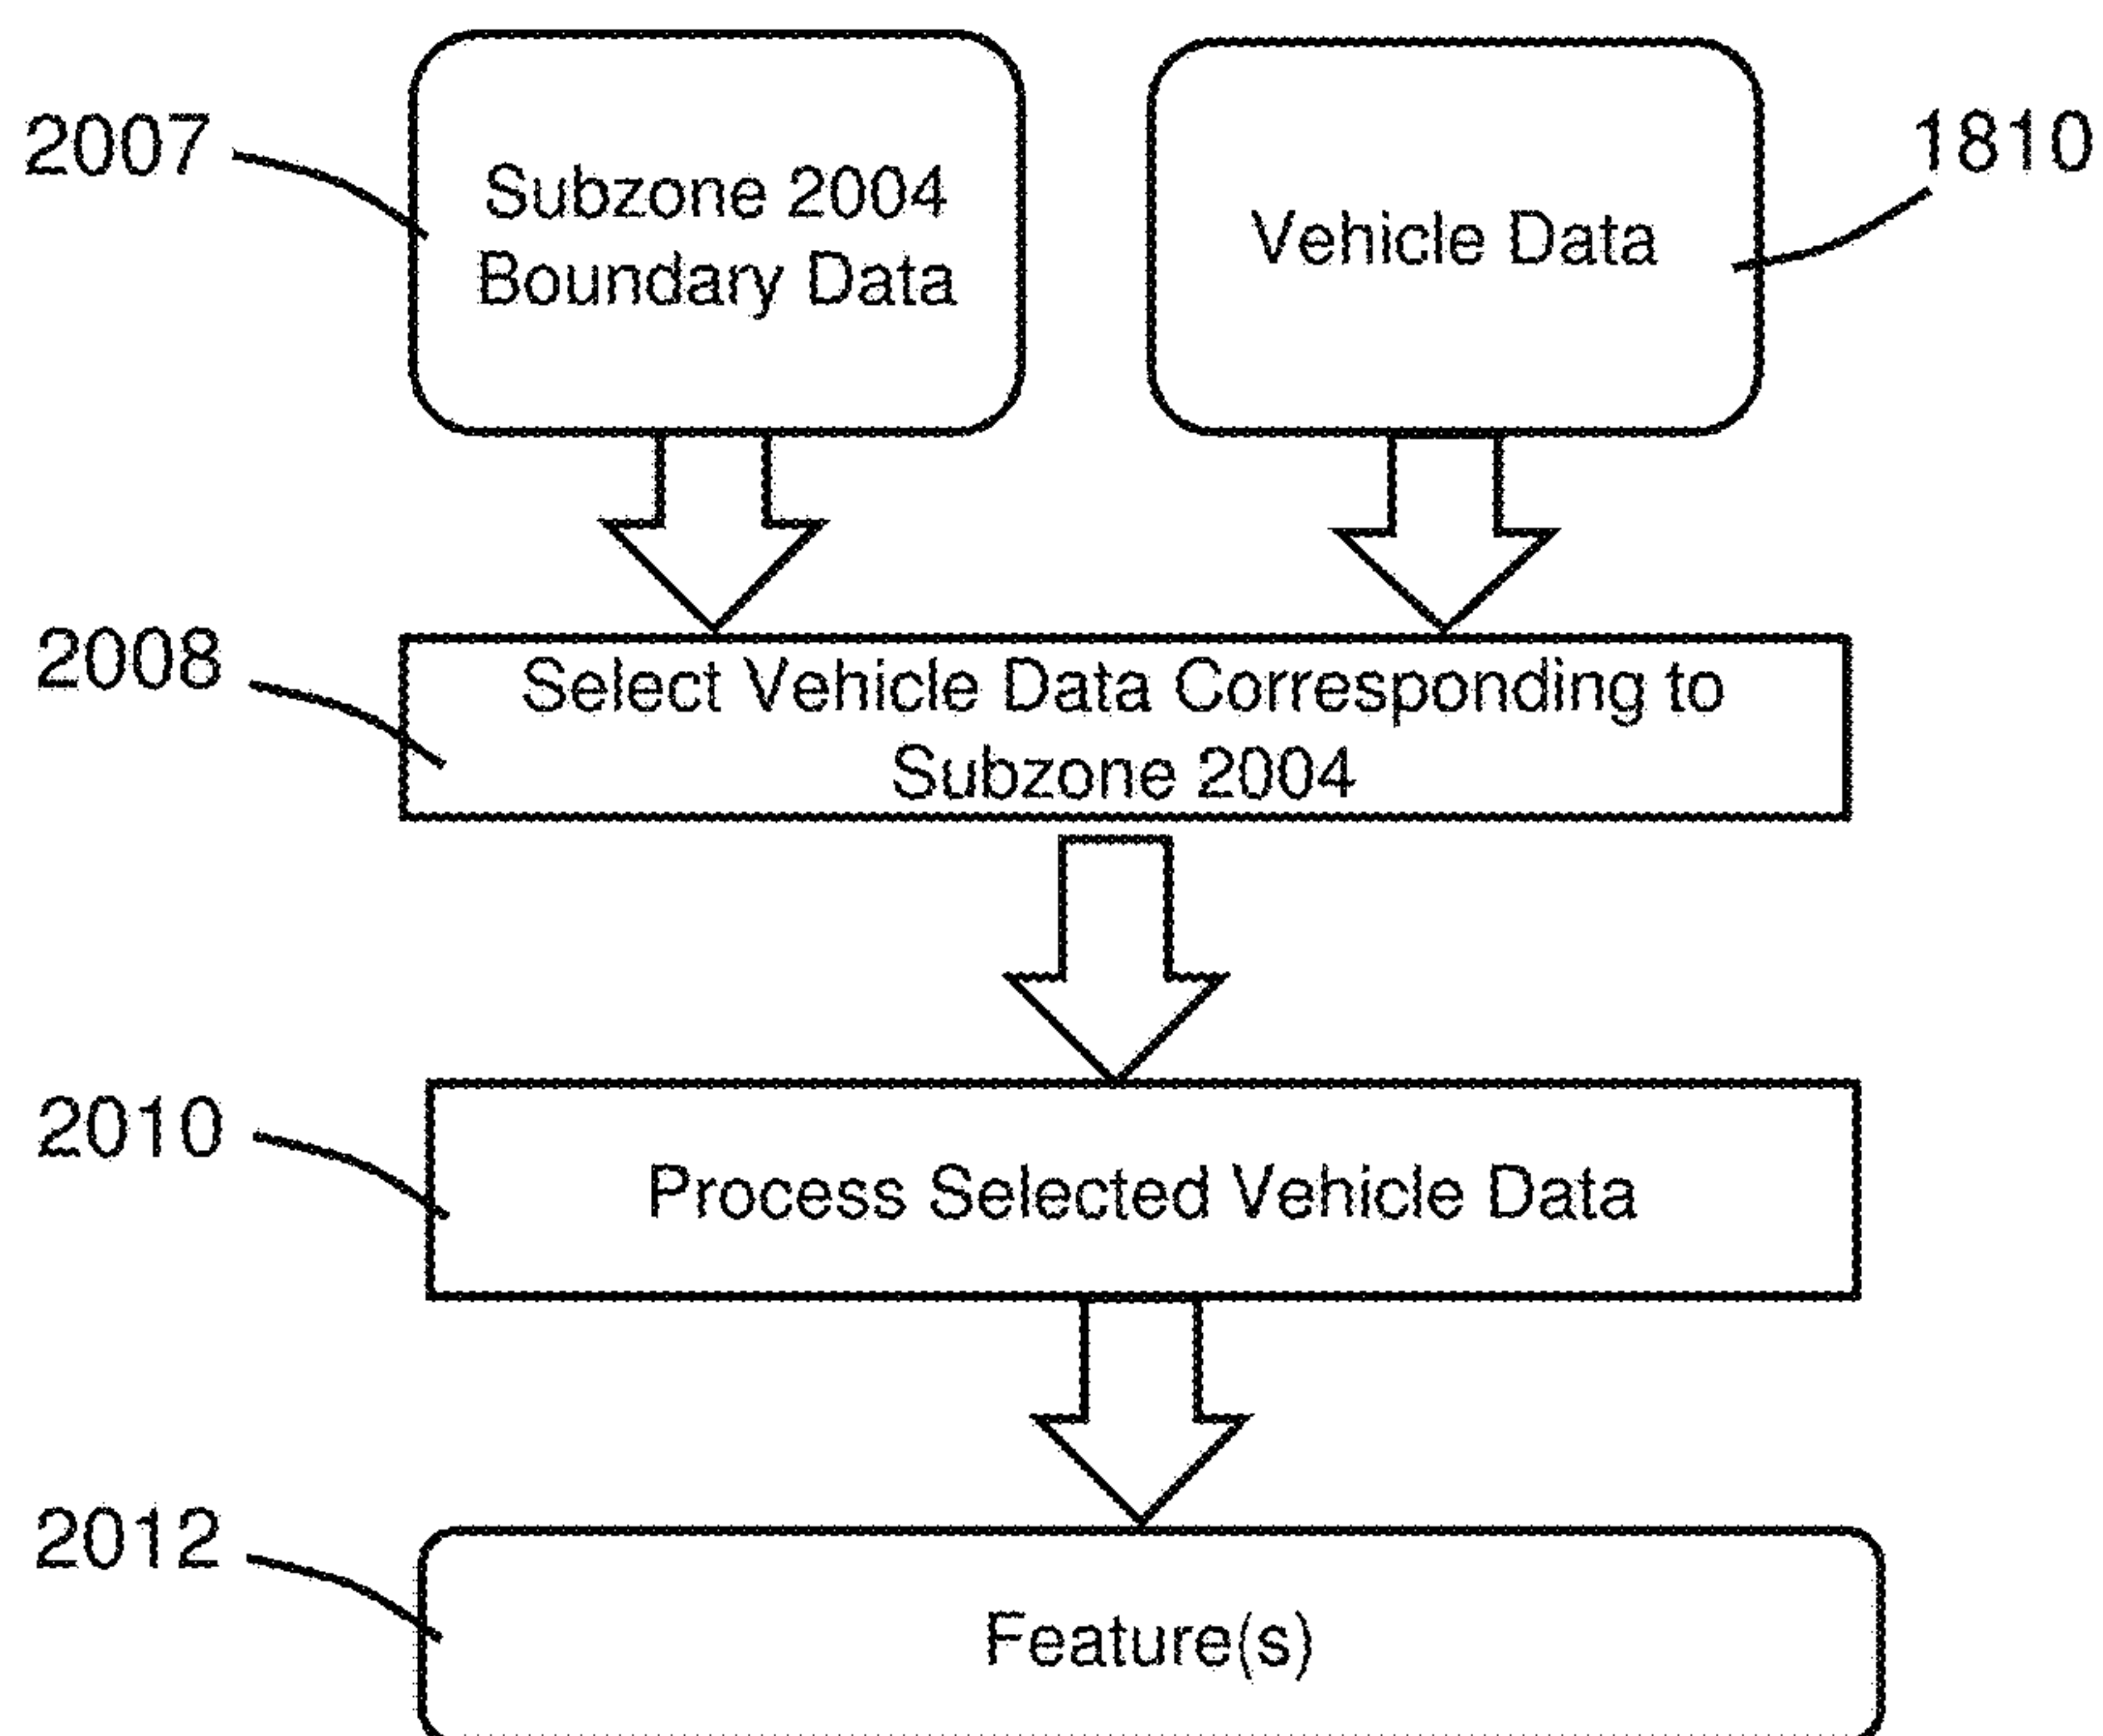 2007
Subzone 2004
Boundary Data
Vehicle Data
1810
2008
Select Vehicle Data Corresponding to
Subzone 2004
2010
Process Selected Vehicle Data
2012
Feature(s)